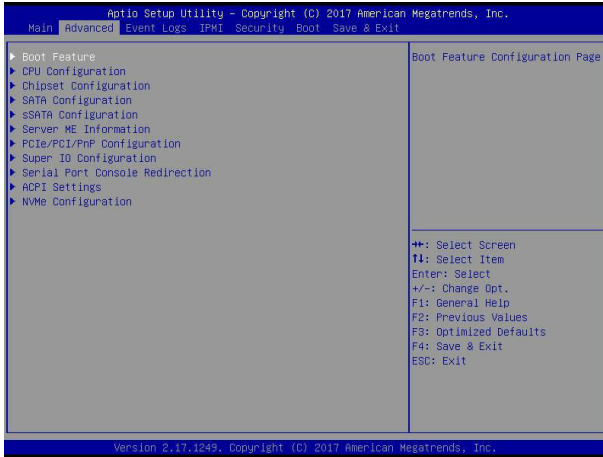 Aptio Setup Utility - Copyright (C) 2017 American Megatrends, Inc.
Main Advanced Event Logs IPMI Security Boot Save & Exit
Boot Feature
CPU Configuration
Chipset Configuration
SATA Configuration
sSATA Configuration
Server ME Information
PCIe/PCI/PnP Configuration
Super IO Configuration
Serial Port Console Redirection
ACPI Settings
NVMe Configuration
Boot Feature Configuration Page
→←: Select Screen
↑↓: Select Item
Enter: Select
+/-: Change Opt.
F1: General Help
F2: Previous Values
F3: Optimized Defaults
F4: Save & Exit
ESC: Exit
Version 2.17.1249. Copyright (C) 2017 American Megatrends, Inc.